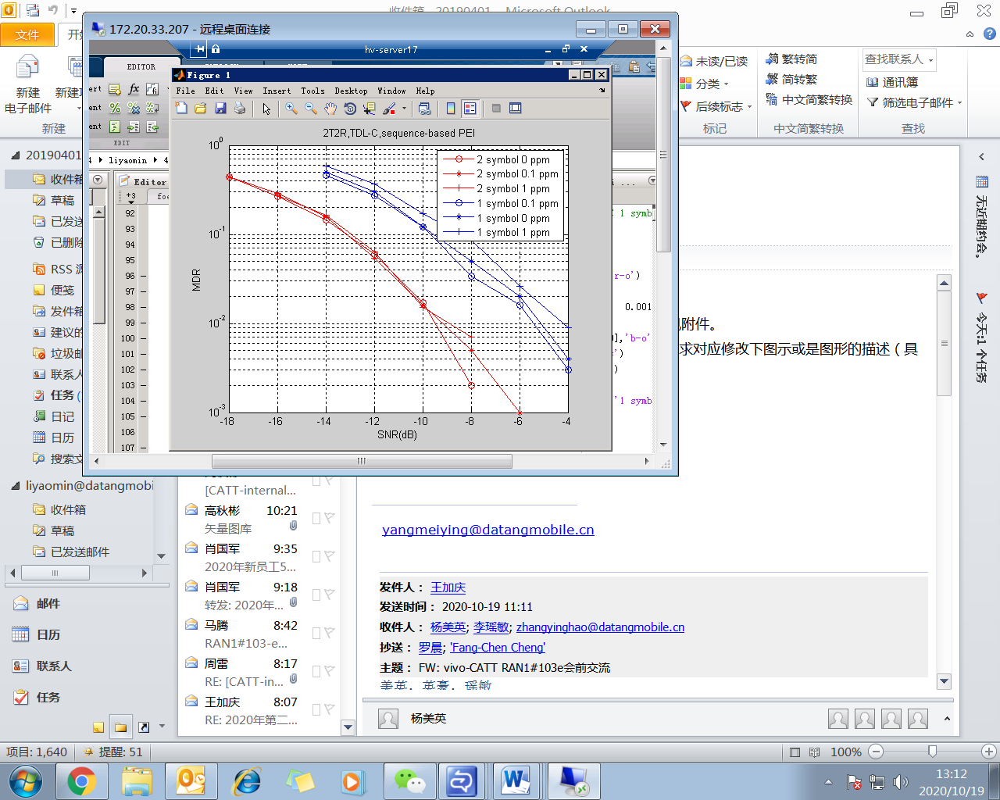 收件箱 - 20190401 - Microsoft Outlook
文件
172.20.33.207 - 远程桌面连接
hv-server17
EDITOR
Figure 1
File Edit View Insert Tools Desktop Window Help
新建
电子邮件
新建
EDIT
liyaomin
Editor
未读/已读
分类
后续标志
标记
繁转简
简转繁
中文简繁转换
中文简繁转换
查找联系人
通讯簿
筛选电子邮件
查找
2T2R,TDL-C,sequence-based PEI
2 symbol 0 ppm
2 symbol 0.1 ppm
2 symbol 1 ppm
1 symbol 0.1 ppm
1 symbol 0 ppm
1 symbol 1 ppm
MDR
10^0
10^-1
10^-2
10^-3
-18 -16 -14 -12 -10 -8 -6 -4
SNR(dB)
+3
92
93
94
95
96
97
98
99
100
101
102
103
104
105
106
107
1 symb
r-o')
0.001
],'b-o'
')
)
'1 symb
20190401
收件箱
草稿
已发送
已删除
RSS 源
便笺
发件箱
建议的
垃圾邮
联系人
任务
日记
日历
搜索文
liyaomin@datangmobi
收件箱
草稿
已发送邮件
邮件
日历
联系人
任务
[CATT-internal...
高秋彬 10:21
矢量图库
肖国军 9:35
2020年新员工5...
肖国军 9:18
转发: 2020年...
马腾 8:42
RAN1#103-e...
周雷 8:17
RE: [CATT-in...
王加庆 8:07
RE: 2020年第二...
附件。
求对应修改下图示或是图形的描述（具
yangmeiying@datangmobile.cn
发件人： 王加庆
发送时间： 2020-10-19 11:11
收件人： 杨美英; 李瑶敏; zhangyinghao@datangmobile.cn
抄送： 罗晨; 'Fang-Chen Cheng'
主题： FW: vivo-CATT RAN1#103e会前交流
美英，英豪，瑶敏
杨美英
无近期约会。
今天:1 个任务
项目: 1,640
提醒: 51
100%
13:12
2020/10/19